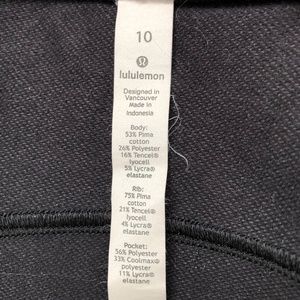 10
lululemon
Designed in
Vancouver
Made in
Indonesia
Body:
53% Pima
cotton
26% Polyester
16% Tencel®
lyocell
5% Lycra®
elastane
Rib:
75% Pima
cotton
21% Tencel®
lyocell
4% Lycra®
elastane
Pocket:
56% Polyester
33% Coolmax®
polyester
11% Lycra®
elastane